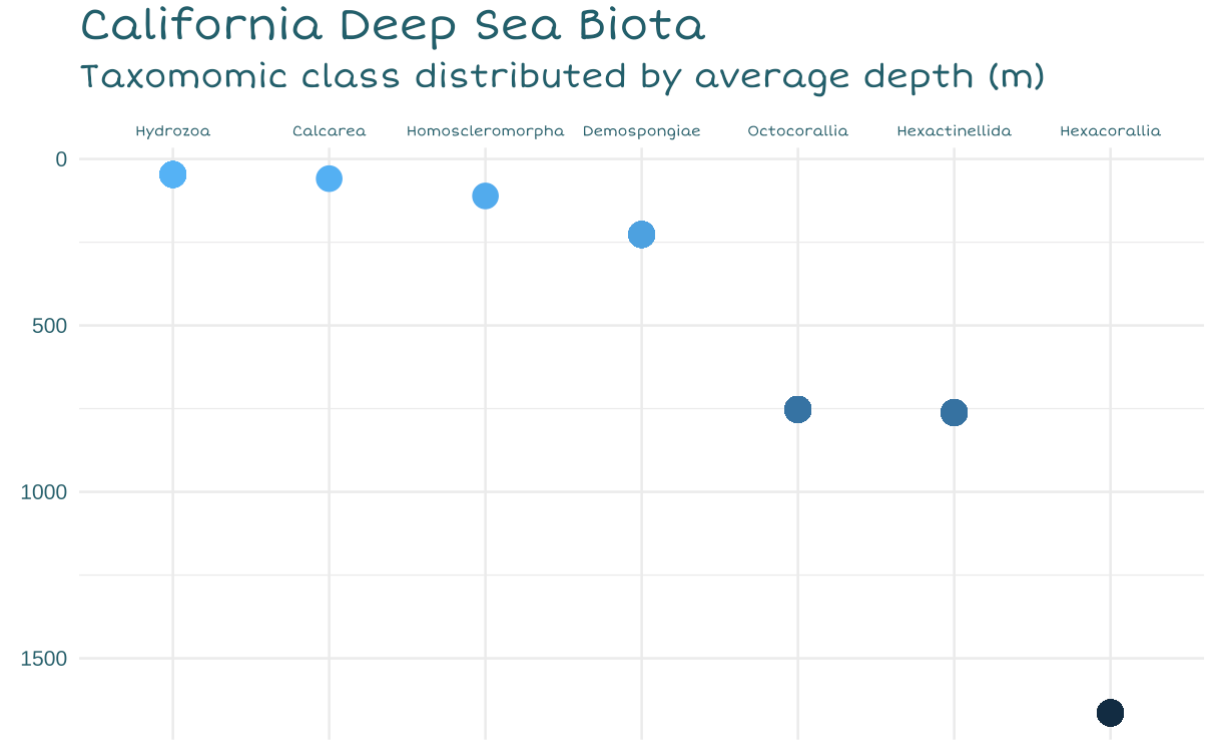 California Deep Sea Biota
Taxomomic class distributed by average depth (m)
Hydrozoa Calcarea Homoscleromorpha Demospongiae Octocorallia Hexactinellida Hexacorallia
0
500
1000
1500